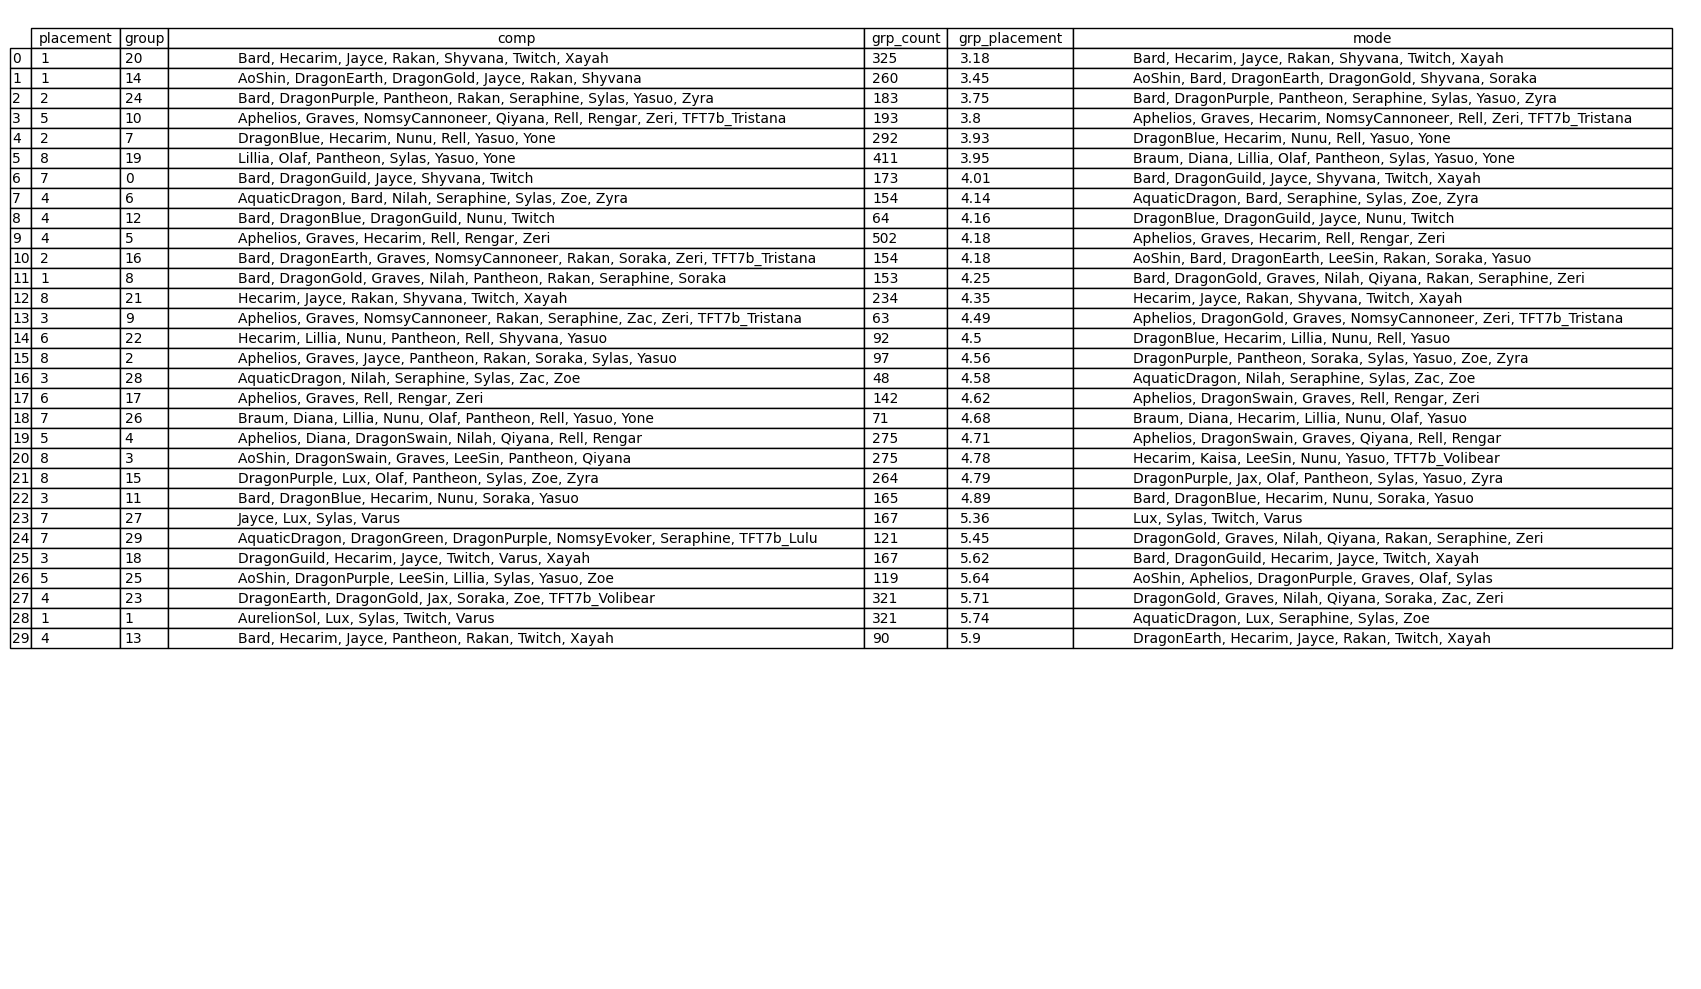 placement group comp grp_count grp_placement mode
0 1 20 Bard, Hecarim, Jayce, Rakan, Shyvana, Twitch, Xayah 325 3.18 Bard, Hecarim, Jayce, Rakan, Shyvana, Twitch, Xayah
1 1 14 AoShin, DragonEarth, DragonGold, Jayce, Rakan, Shyvana 260 3.45 AoShin, Bard, DragonEarth, DragonGold, Shyvana, Soraka
2 2 24 Bard, DragonPurple, Pantheon, Rakan, Seraphine, Sylas, Yasuo, Zyra 183 3.75 Bard, DragonPurple, Pantheon, Seraphine, Sylas, Yasuo, Zyra
3 5 10 Aphelios, Graves, NomsyCannoneer, Qiyana, Rell, Rengar, Zeri, TFT7b_Tristana 193 3.8 Aphelios, Graves, Hecarim, NomsyCannoneer, Rell, Zeri, TFT7b_Tristana
4 2 7 DragonBlue, Hecarim, Nunu, Rell, Yasuo, Yone 292 3.93 DragonBlue, Hecarim, Nunu, Rell, Yasuo, Yone
5 8 19 Lillia, Olaf, Pantheon, Sylas, Yasuo, Yone 411 3.95 Braum, Diana, Lillia, Olaf, Pantheon, Sylas, Yasuo, Yone
6 7 0 Bard, DragonGuild, Jayce, Shyvana, Twitch 173 4.01 Bard, DragonGuild, Jayce, Shyvana, Twitch, Xayah
7 4 6 AquaticDragon, Bard, Nilah, Seraphine, Sylas, Zoe, Zyra 154 4.14 AquaticDragon, Bard, Seraphine, Sylas, Zoe, Zyra
8 4 12 Bard, DragonBlue, DragonGuild, Nunu, Twitch 64 4.16 DragonBlue, DragonGuild, Jayce, Nunu, Twitch
9 4 5 Aphelios, Graves, Hecarim, Rell, Rengar, Zeri 502 4.18 Aphelios, Graves, Hecarim, Rell, Rengar, Zeri
10 2 16 Bard, DragonEarth, Graves, NomsyCannoneer, Rakan, Soraka, Zeri, TFT7b_Tristana 154 4.18 AoShin, Bard, DragonEarth, LeeSin, Rakan, Soraka, Yasuo
11 1 8 Bard, DragonGold, Graves, Nilah, Pantheon, Rakan, Seraphine, Soraka 153 4.25 Bard, DragonGold, Graves, Nilah, Qiyana, Rakan, Seraphine, Zeri
12 8 21 Hecarim, Jayce, Rakan, Shyvana, Twitch, Xayah 234 4.35 Hecarim, Jayce, Rakan, Shyvana, Twitch, Xayah
13 3 9 Aphelios, Graves, NomsyCannoneer, Rakan, Seraphine, Zac, Zeri, TFT7b_Tristana 63 4.49 Aphelios, DragonGold, Graves, NomsyCannoneer, Zeri, TFT7b_Tristana
14 6 22 Hecarim, Lillia, Nunu, Pantheon, Rell, Shyvana, Yasuo 92 4.5 DragonBlue, Hecarim, Lillia, Nunu, Rell, Yasuo
15 8 2 Aphelios, Graves, Jayce, Pantheon, Rakan, Soraka, Sylas, Yasuo 97 4.56 DragonPurple, Pantheon, Soraka, Sylas, Yasuo, Zoe, Zyra
16 3 28 AquaticDragon, Nilah, Seraphine, Sylas, Zac, Zoe 48 4.58 AquaticDragon, Nilah, Seraphine, Sylas, Zac, Zoe
17 6 17 Aphelios, Graves, Rell, Rengar, Zeri 142 4.62 Aphelios, DragonSwain, Graves, Rell, Rengar, Zeri
18 7 26 Braum, Diana, Lillia, Nunu, Olaf, Pantheon, Rell, Yasuo, Yone 71 4.68 Braum, Diana, Hecarim, Lillia, Nunu, Olaf, Yasuo
19 5 4 Aphelios, Diana, DragonSwain, Nilah, Qiyana, Rell, Rengar 275 4.71 Aphelios, DragonSwain, Graves, Qiyana, Rell, Rengar
20 8 3 AoShin, DragonSwain, Graves, LeeSin, Pantheon, Qiyana 275 4.78 Hecarim, Kaisa, LeeSin, Nunu, Yasuo, TFT7b_Volibear
21 8 15 DragonPurple, Lux, Olaf, Pantheon, Sylas, Zoe, Zyra 264 4.79 DragonPurple, Jax, Olaf, Pantheon, Sylas, Yasuo, Zyra
22 3 11 Bard, DragonBlue, Hecarim, Nunu, Soraka, Yasuo 165 4.89 Bard, DragonBlue, Hecarim, Nunu, Soraka, Yasuo
23 7 27 Jayce, Lux, Sylas, Varus 167 5.36 Lux, Sylas, Twitch, Varus
24 7 29 AquaticDragon, DragonGreen, DragonPurple, NomsyEvoker, Seraphine, TFT7b_Lulu 121 5.45 DragonGold, Graves, Nilah, Qiyana, Rakan, Seraphine, Zeri
25 3 18 DragonGuild, Hecarim, Jayce, Twitch, Varus, Xayah 167 5.62 Bard, DragonGuild, Hecarim, Jayce, Twitch, Xayah
26 5 25 AoShin, DragonPurple, LeeSin, Lillia, Sylas, Yasuo, Zoe 119 5.64 AoShin, Aphelios, DragonPurple, Graves, Olaf, Sylas
27 4 23 DragonEarth, DragonGold, Jax, Soraka, Zoe, TFT7b_Volibear 321 5.71 DragonGold, Graves, Nilah, Qiyana, Soraka, Zac, Zeri
28 1 1 AurelionSol, Lux, Sylas, Twitch, Varus 321 5.74 AquaticDragon, Lux, Seraphine, Sylas, Zoe
29 4 13 Bard, Hecarim, Jayce, Pantheon, Rakan, Twitch, Xayah 90 5.9 DragonEarth, Hecarim, Jayce, Rakan, Twitch, Xayah